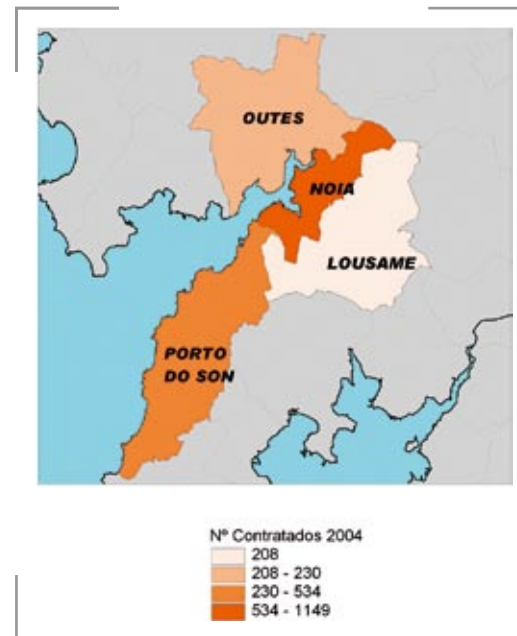 OUTES
NOIA
LOUSAME
PORTO
DO SON
Nº Contratados 2004
208
208 - 230
230 - 534
534 - 1149